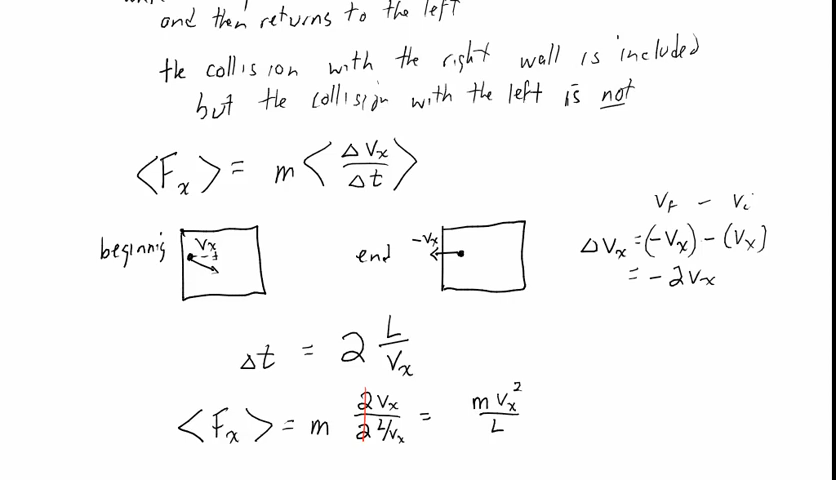 and then returns to the left
the collision with the right wall is included
but the collision with the left is not
⟨Fx⟩ = m ⟨ΔVx/Δt⟩
Vf - Vi
beginnig Vx end -Vx ΔVx = (-Vx) - (Vx)
= -2Vx
Δt = 2 L/Vx
⟨Fx⟩ = m 2Vx/2 L/Vx = m Vx²/L